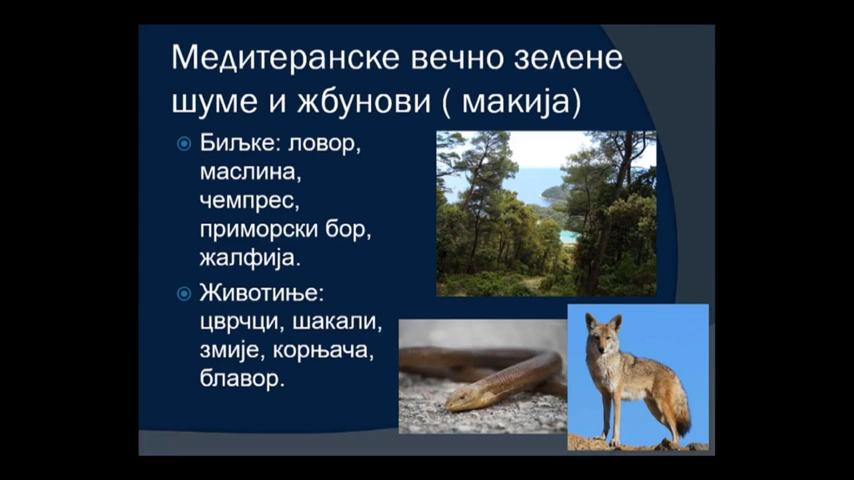 Медитеранске вечно зелене
шуме и жбунови ( макија)
Биљке: ловор,
маслина,
чемпрес,
приморски бор,
жалфија.
Животиње:
цврчци, шакали,
змије, корњача,
блавор.